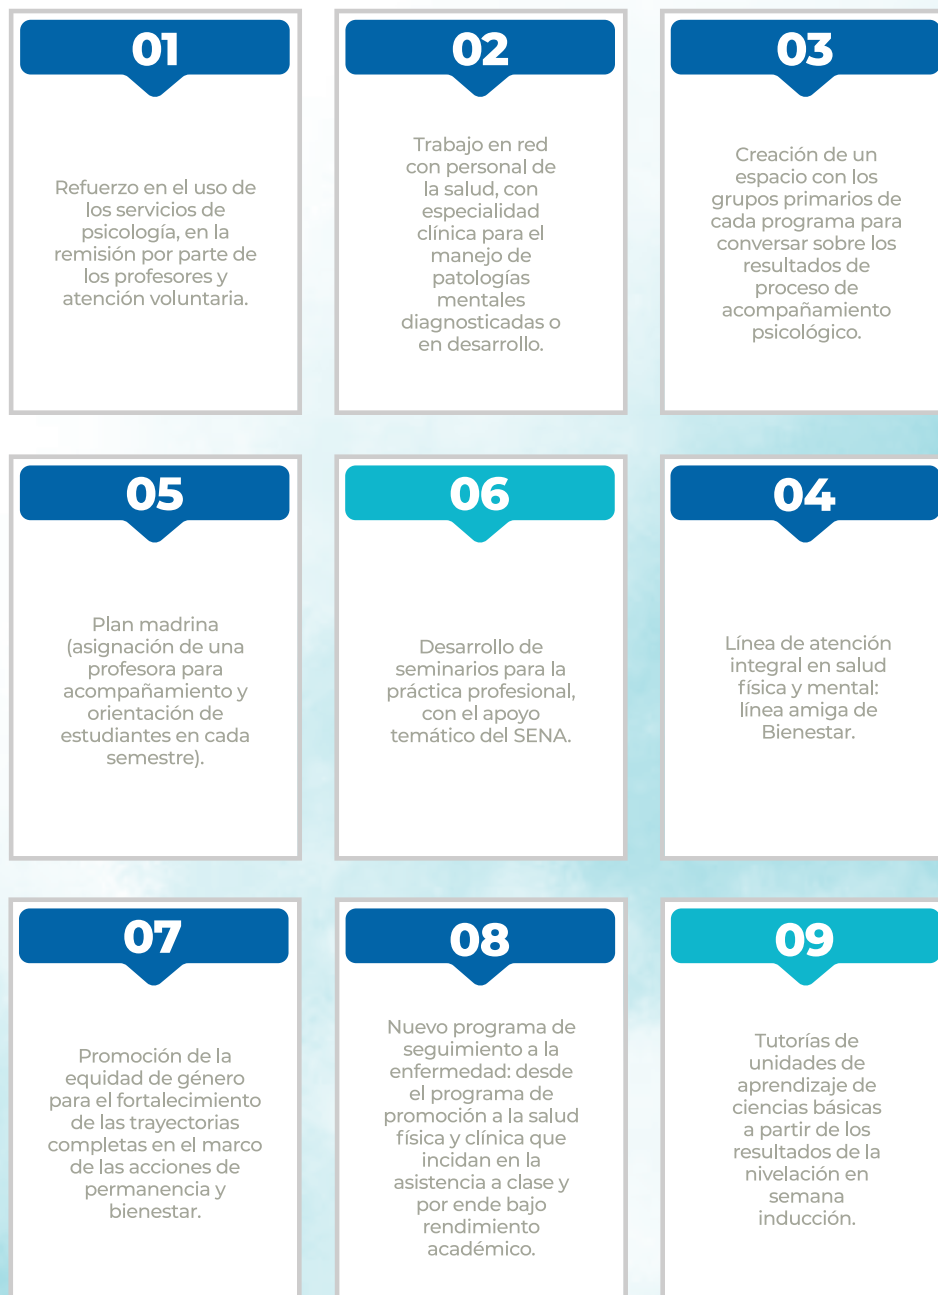 01
Refuerzo en el uso de
los servicios de
psicología, en la
remisión por parte de
los profesores y
atención voluntaria.
02
Trabajo en red
con personal de
la salud, con
especialidad
clínica para el
manejo de
patologías
mentales
diagnosticadas o
en desarrollo.
03
Creación de un
espacio con los
grupos primarios de
cada programa para
conversar sobre los
resultados de
proceso de
acompañamiento
psicológico.
05
Plan madrina
(asignación de una
profesora para
acompañamiento y
orientación de
estudiantes en cada
semestre).
06
Desarrollo de
seminarios para la
práctica profesional,
con el apoyo
temático del SENA.
04
Línea de atención
integral en salud
física y mental:
línea amiga de
Bienestar.
07
Promoción de la
equidad de género
para el fortalecimiento
de las trayectorias
completas en el marco
de las acciones de
permanencia y
bienestar.
08
Nuevo programa de
seguimiento a la
enfermedad: desde
el programa de
promoción a la salud
física y clínica que
incidan en la
asistencia a clase y
por ende bajo
rendimiento
académico.
09
Tutorías de
unidades de
aprendizaje de
ciencias básicas
a partir de los
resultados de la
nivelación en
semana
inducción.